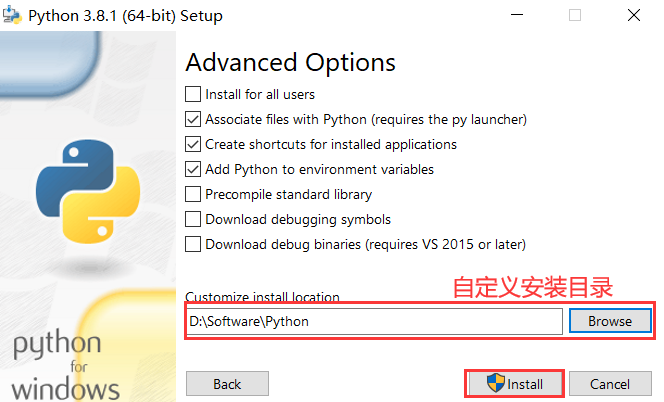 Python 3.8.1 (64-bit) Setup
Advanced Options
Install for all users
Associate files with Python (requires the py launcher)
Create shortcuts for installed applications
Add Python to environment variables
Precompile standard library
Download debugging symbols
Download debug binaries (requires VS 2015 or later)
自定义安装目录
Customize install location
D:\Software\Python
Browse
python
for
windows
Back
Install
Cancel